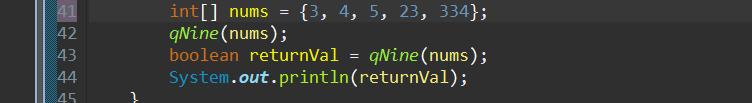 41 int[] nums = {3, 4, 5, 23, 334};
42 qNine(nums);
43 boolean returnVal = qNine(nums);
44 System.out.println(returnVal);
45 }